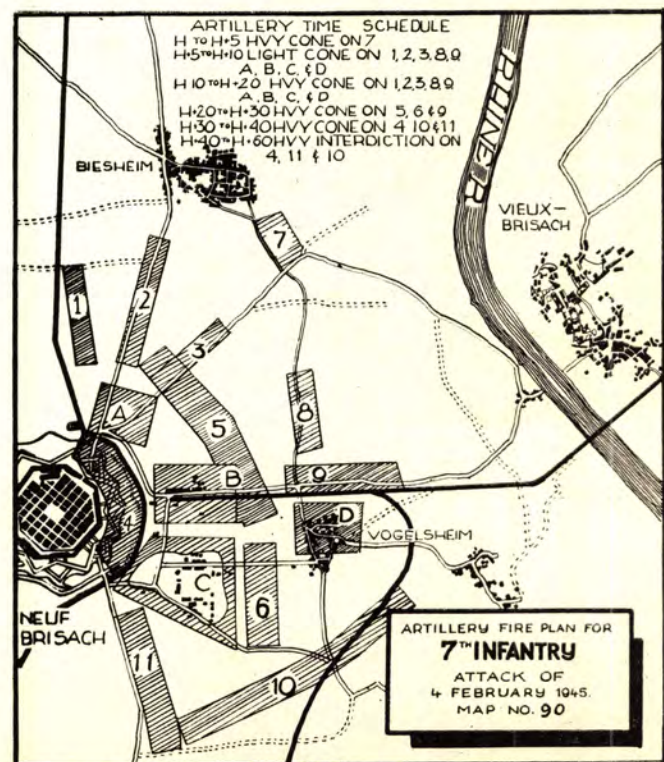 ARTILLERY TIME SCHEDULE
H TO H+5 HVY CONE ON 7
H+5 TO H+10 LIGHT CONE ON 1, 2, 3, 8, 9
A, B, C, & D
H 10 TO H+20 HVY CONE ON 1, 2, 3, 8, 9
A, B, C, & D
H+20 TO H+30 HVY CONE ON 5, 6 & 9
H+30 TO H+40 HVY CONE ON 4 10 & 11
H+40 TO H+60 HVY INTERDICTION ON
4, 11 & 10
RHINE R
BIESHEIM
VIEUX-
BRISACH
7
1
2
3
A
8
5
B
9
4
D
VOGELSHEIM
C
6
NEUF
BRISACH
11
10
ARTILLERY FIRE PLAN FOR
7TH INFANTRY
ATTACK OF
4 FEBRUARY 1945.
MAP NO. 90